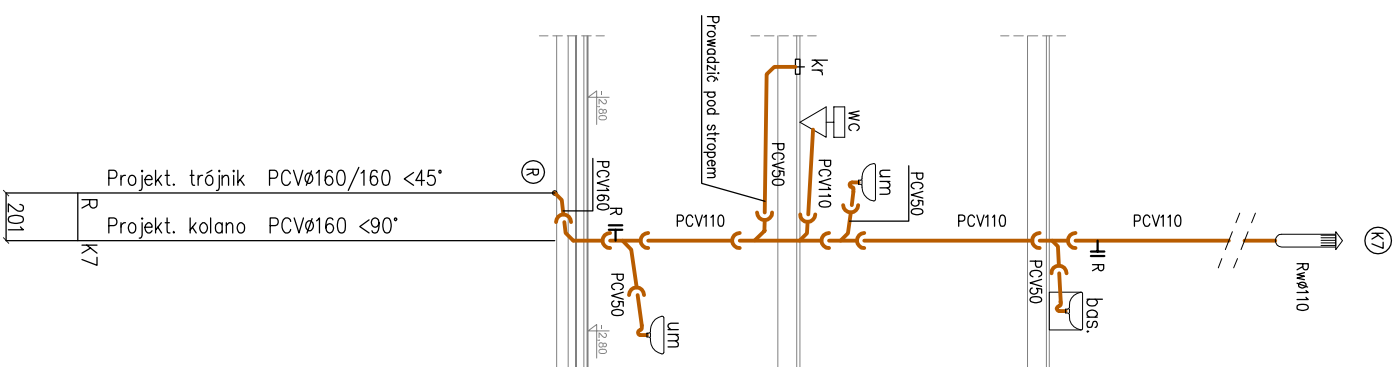 K7
Rwø110
PCV110
R
bas.
PCV50
PCV110
PCV50
um
WC
PCV110
kr
PCV50
Prowadzić pod stropem
PCV110
um
PCV50
R
PCV160
-2,80
-2,80
R
Projekt. trójnik PCVø160/160 <45°
Projekt. kolano PCVø160 <90°
R
K7
201